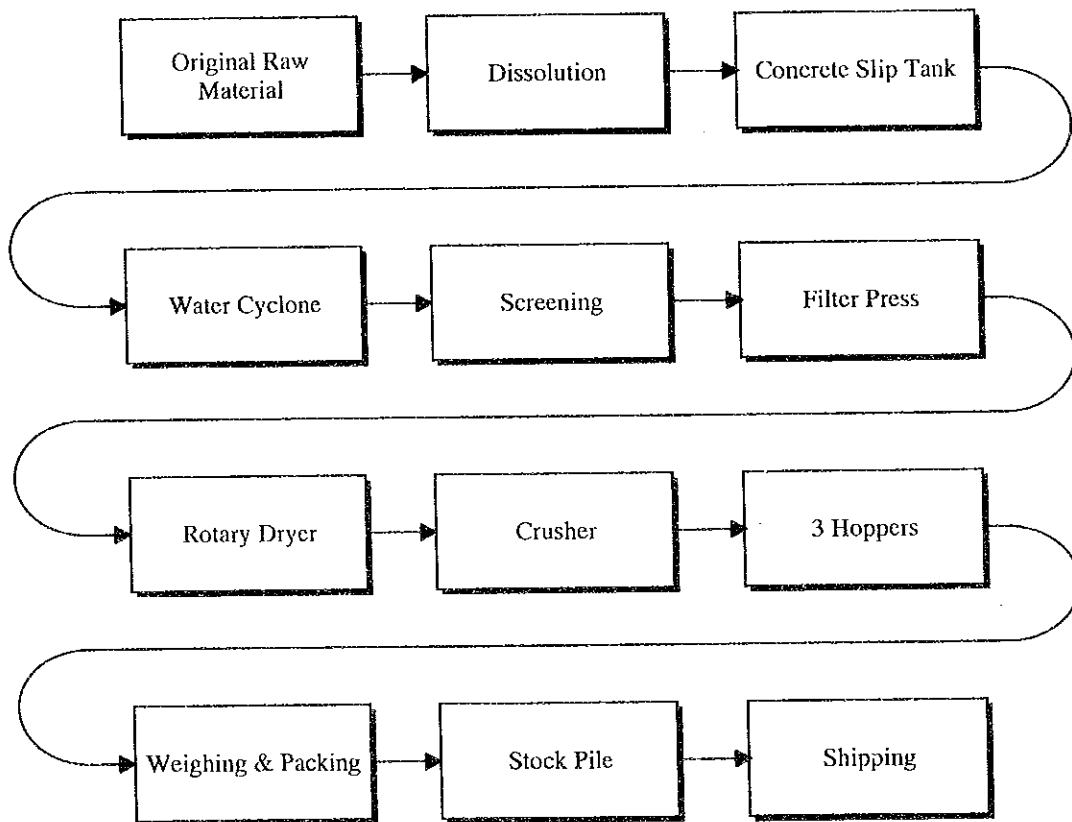 Original Raw
Material
Dissolution
Concrete Slip Tank
Water Cyclone
Screening
Filter Press
Rotary Dryer
Crusher
3 Hoppers
Weighing & Packing
Stock Pile
Shipping